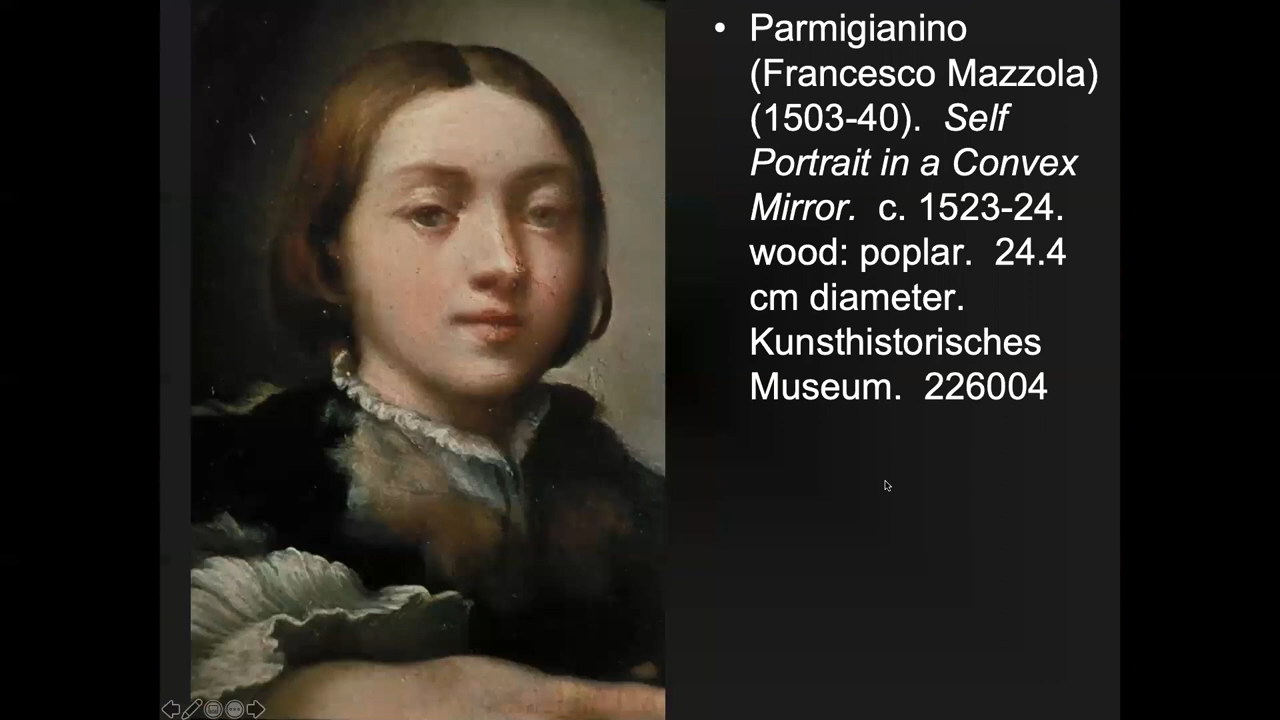 • Parmigianino
(Francesco Mazzola)
(1503-40). Self
Portrait in a Convex
Mirror. c. 1523-24.
wood: poplar. 24.4
cm diameter.
Kunsthistorisches
Museum. 226004